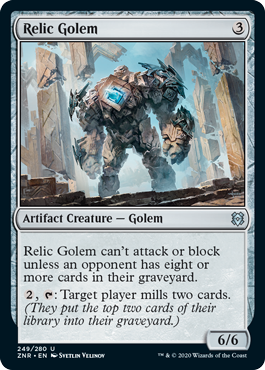 Relic Golem 3
Artifact Creature — Golem
Relic Golem can't attack or block
unless an opponent has eight or
more cards in their graveyard.
2, T: Target player mills two cards.
(They put the top two cards of their
library into their graveyard.)
6/6
249/280 U
ZNR • EN Svetlin Velinov ™ & © 2020 Wizards of the Coast